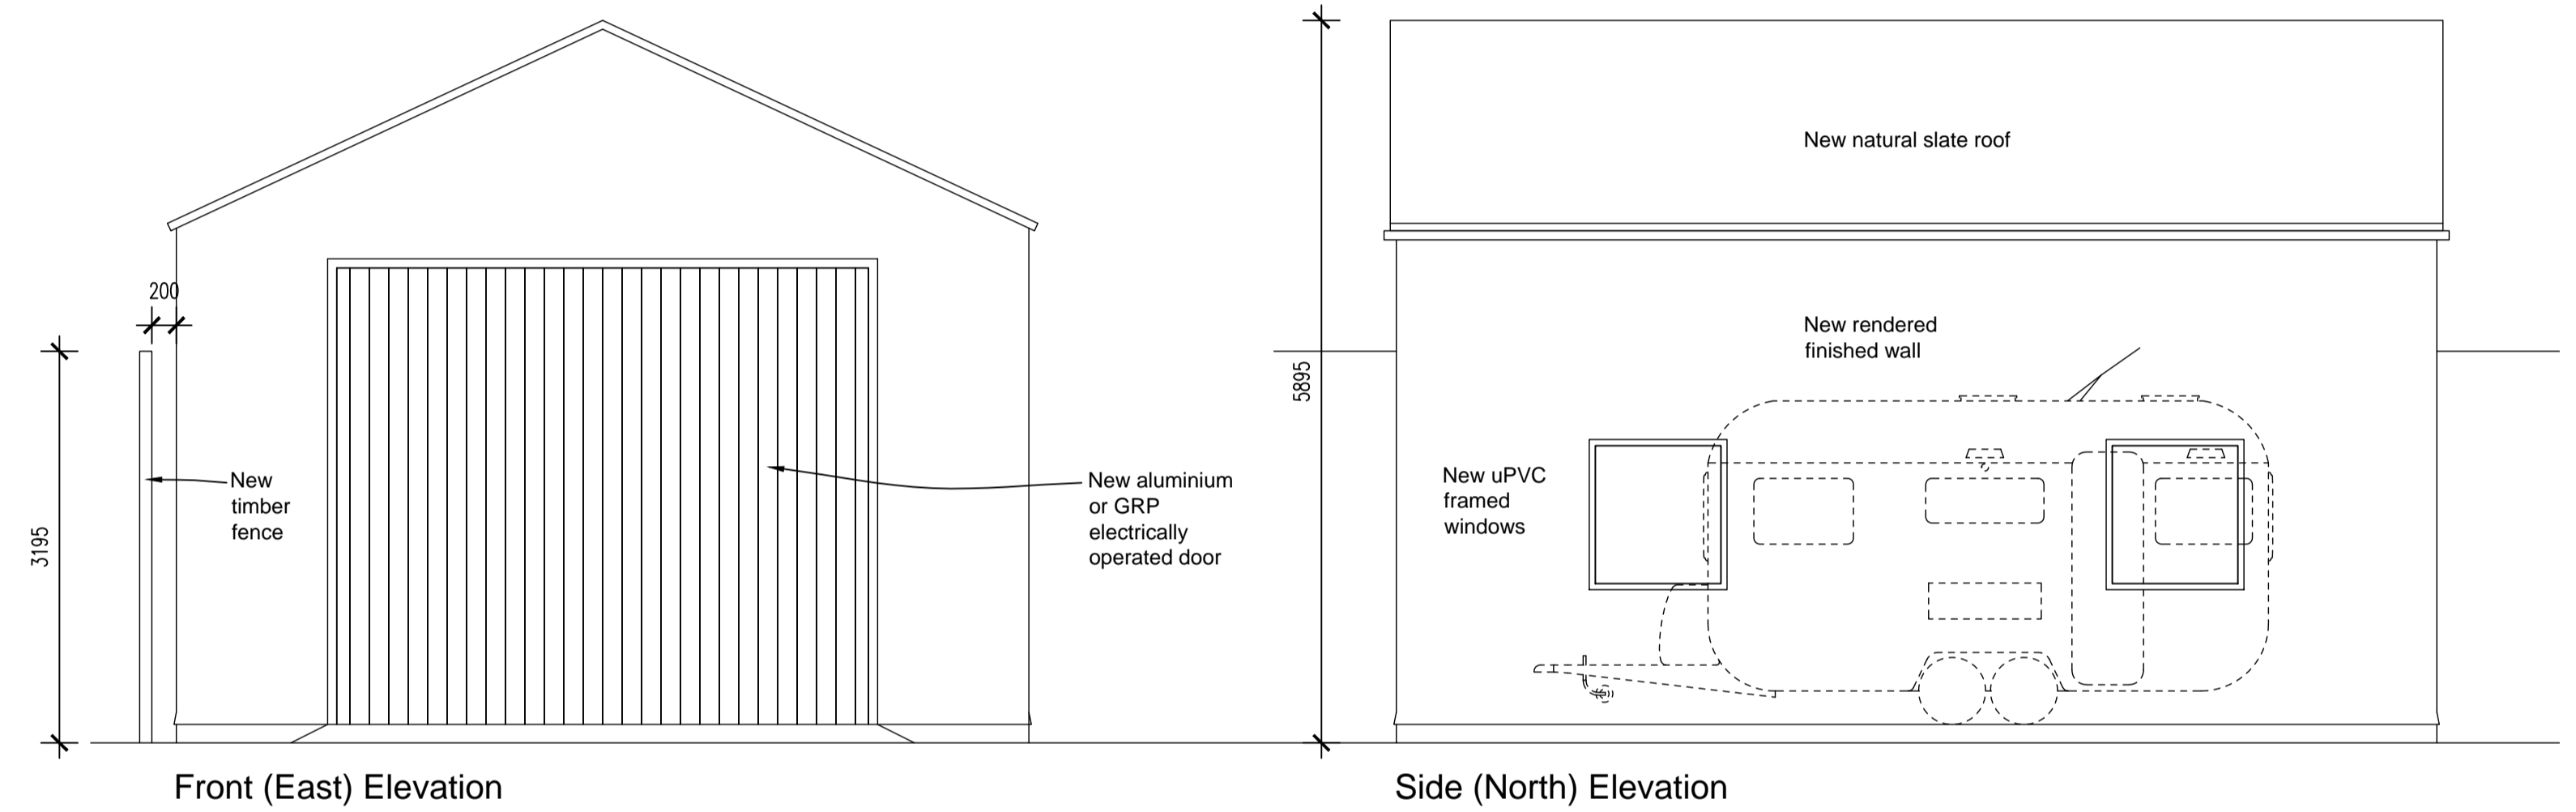 200
3195
New
timber
fence
New aluminium
or GRP
electrically
operated door
Front (East) Elevation
5895
New natural slate roof
New rendered
finished wall
New uPVC
framed
windows
Side (North) Elevation